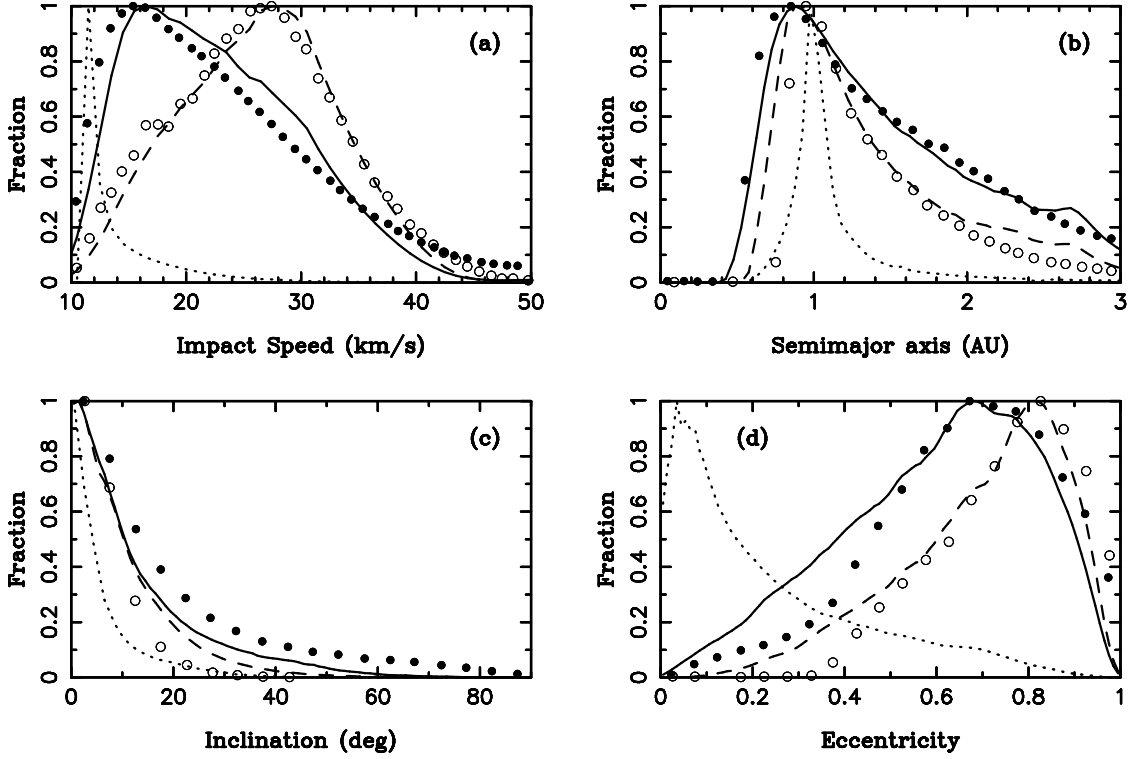 1
0.8
0.6
0.4
0.2
0
Fraction
(a)
10 20 30 40 50
Impact Speed (km/s)
1
0.8
0.6
0.4
0.2
0
Fraction
(b)
0 1 2 3
Semimajor axis (AU)
1
0.8
0.6
0.4
0.2
0
Fraction
(c)
0 20 40 60 80
Inclination (deg)
1
0.8
0.6
0.4
0.2
0
Fraction
(d)
0 0.2 0.4 0.6 0.8 1
Eccentricity